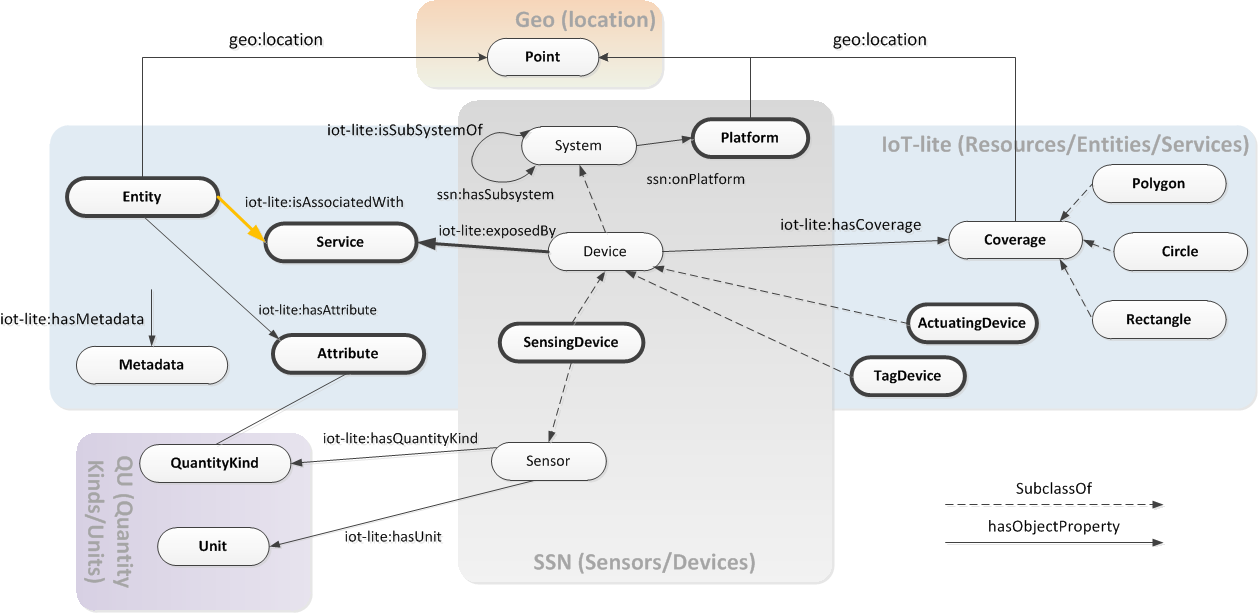 Geo (location)
geo:location
geo:location
Point
iot-lite:isSubSystemOf
System
Platform
IoT-lite (Resources/Entities/Services)
ssn:hasSubsystem
ssn:onPlatform
Polygon
Entity
iot-lite:isAssociatedWith
Service
iot-lite:exposedBy
Device
iot-lite:hasCoverage
Coverage
Circle
iot-lite:hasMetadata
iot-lite:hasAttribute
ActuatingDevice
Rectangle
Metadata
Attribute
SensingDevice
TagDevice
iot-lite:hasQuantityKind
QuantityKind
Sensor
QU (Quantity
Kinds/Units)
Unit
iot-lite:hasUnit
SSN (Sensors/Devices)
SubclassOf
hasObjectProperty